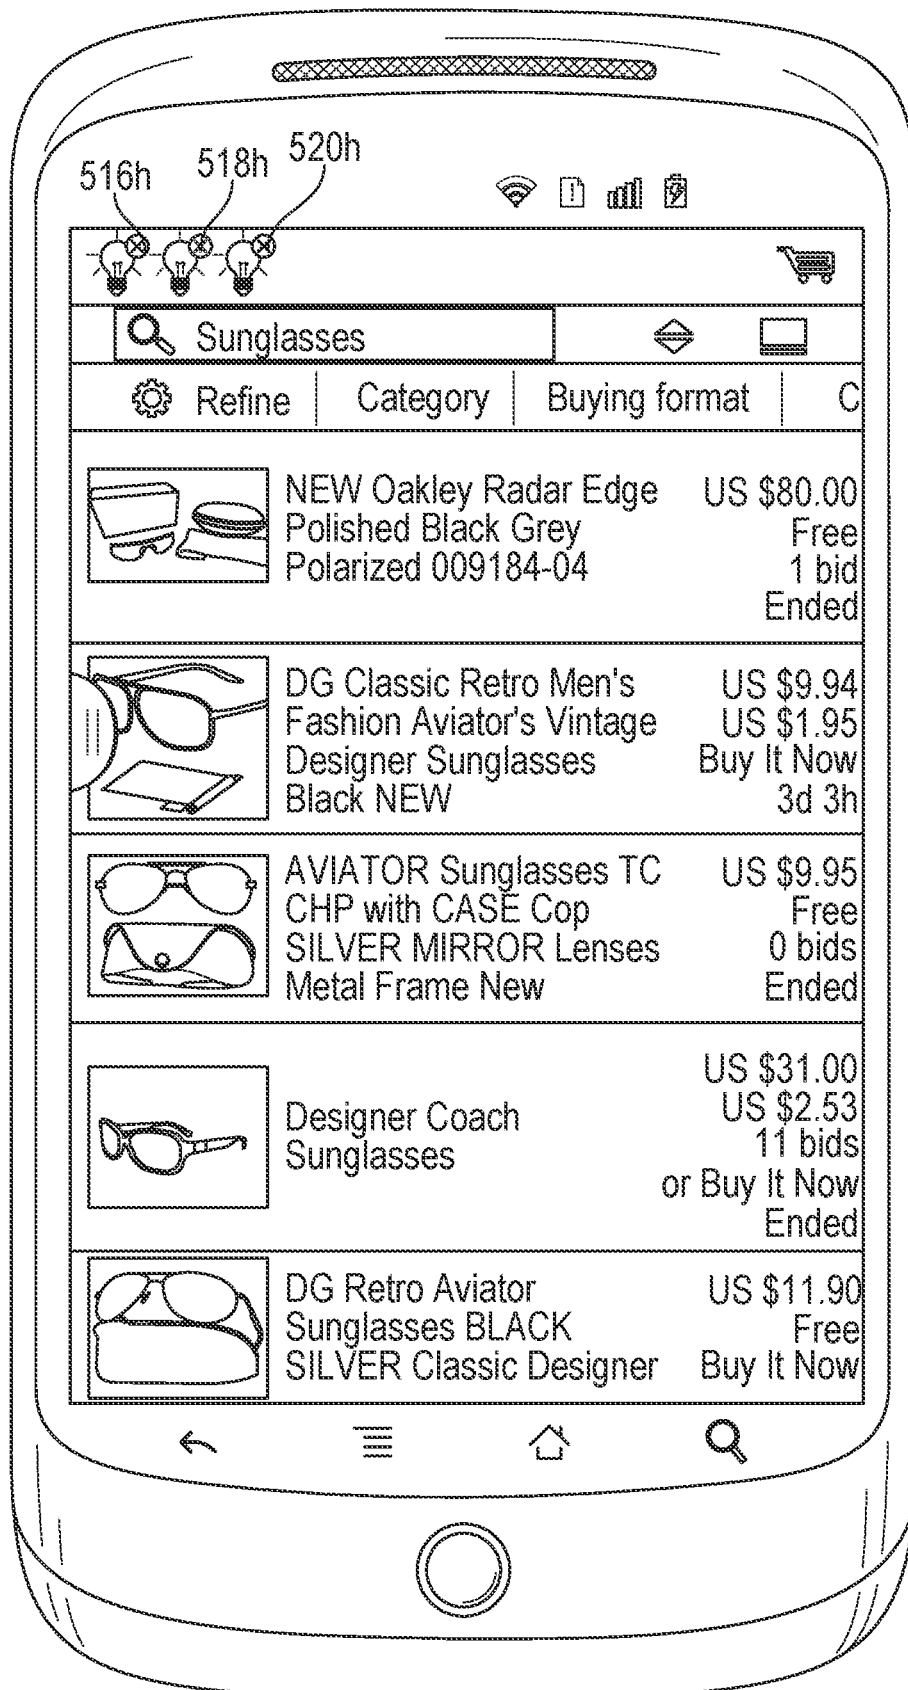 516h
518h
520h
Sunglasses
Refine
Category
Buying format
C
NEW Oakley Radar Edge
Polished Black Grey
Polarized 009184-04
US $80.00
Free
1 bid
Ended
DG Classic Retro Men's
Fashion Aviator's Vintage
Designer Sunglasses
Black NEW
US $9.94
US $1.95
Buy It Now
3d 3h
AVIATOR Sunglasses TC
CHP with CASE Cop
SILVER MIRROR Lenses
Metal Frame New
US $9.95
Free
0 bids
Ended
Designer Coach
Sunglasses
US $31.00
US $2.53
11 bids
or Buy It Now
Ended
DG Retro Aviator
Sunglasses BLACK
SILVER Classic Designer
US $11.90
Free
Buy It Now